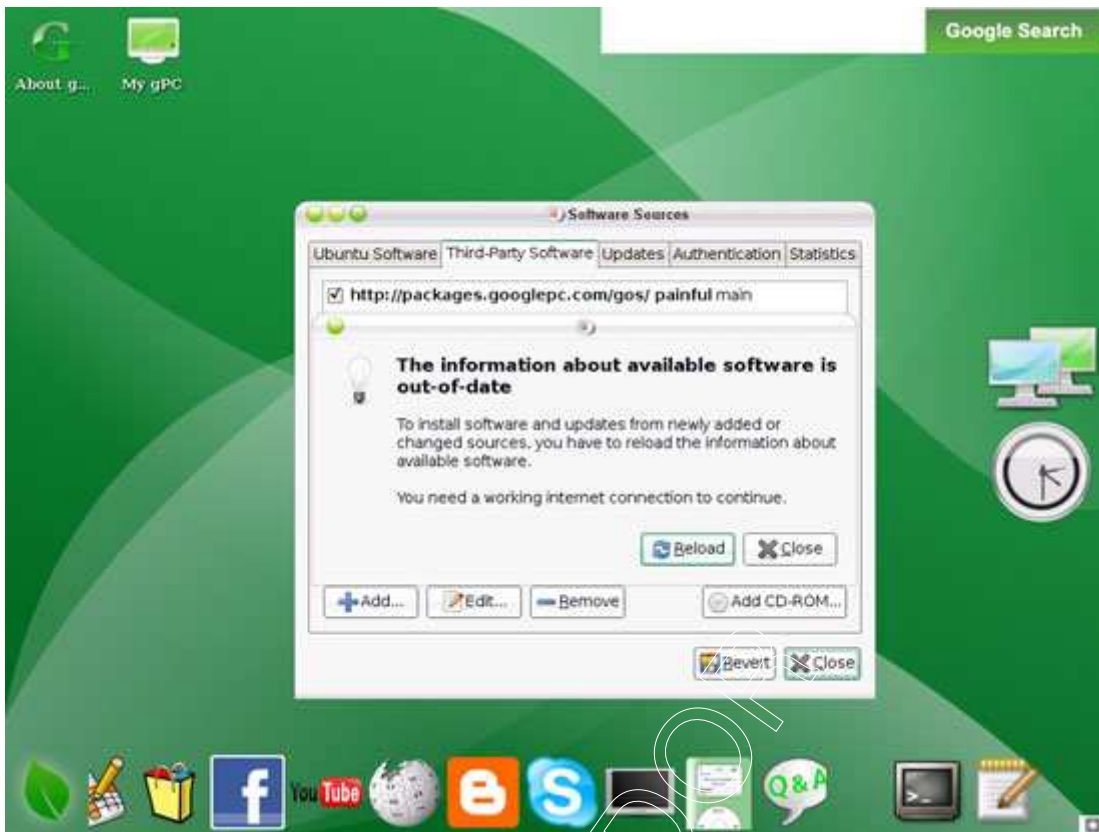 Google Search
About g...
My gPC
Software Sources
Ubuntu Software Third-Party Software Updates Authentication Statistics
http://packages.googlepc.com/gos/ painful main
The information about available software is
out-of-date
To install software and updates from newly added or
changed sources, you have to reload the information about
available software.
You need a working internet connection to continue.
Reload Close
Add... Edit... Remove Add CD-ROM...
Revert Close
You Tube
Q & A